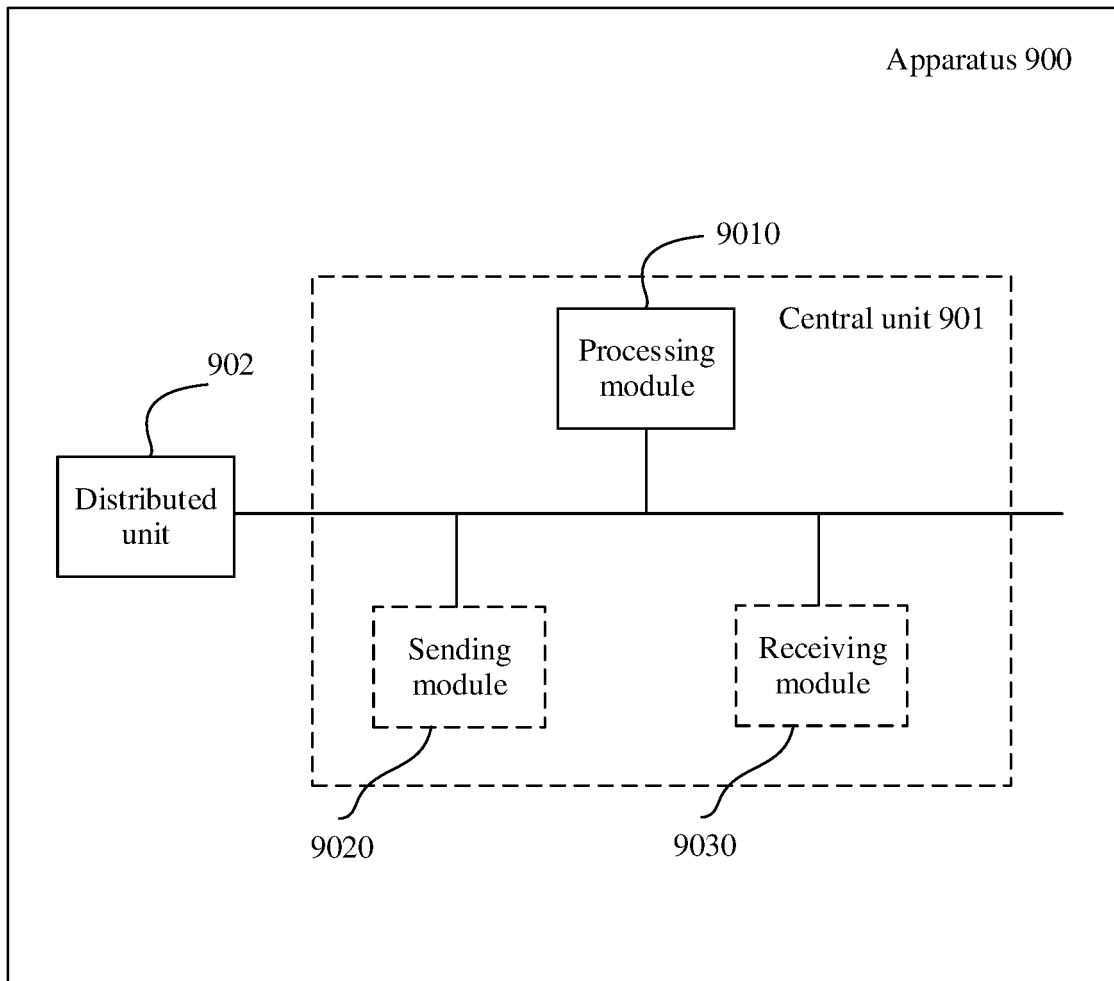 Apparatus 900
9010
Central unit 901
Processing
module
902
Distributed
unit
Sending
module
Receiving
module
9020
9030